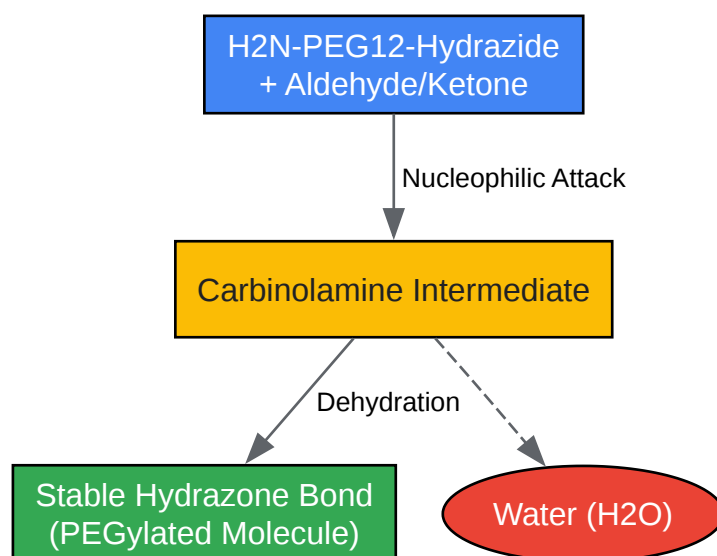 H2N-PEG12-Hydrazide
+ Aldehyde/Ketone
Nucleophilic Attack
Carbinolamine Intermediate
Dehydration
Stable Hydrazone Bond
(PEGylated Molecule)
Water (H2O)